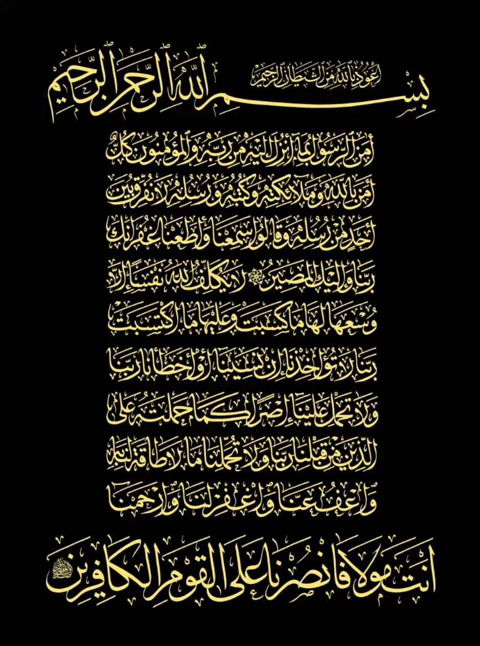 أعوذ بالله من الشيطان الرجيم
بسم الله الرحمن الرحيم
آمن الرسول بما أنزل إليه من ربه والمؤمنون كل
آمن بالله وملائكته وكتبه ورسله لا نفرق بين
أحد من رسله وقالوا سمعنا وأطعنا غفرانك
ربنا وإليك المصير لا يكلف الله نفسا إلا
وسعها لها ما كسبت وعليها ما اكتسبت
ربنا لا تؤاخذنا إن نسينا أو أخطأنا ربنا
ولا تحمل علينا إصرا كما حملته على
الذين من قبلنا ربنا ولا تحملنا ما لا طاقة لنا به
واعف عنا واغفر لنا وارحمنا
أنت مولانا فانصرنا على القوم الكافرين